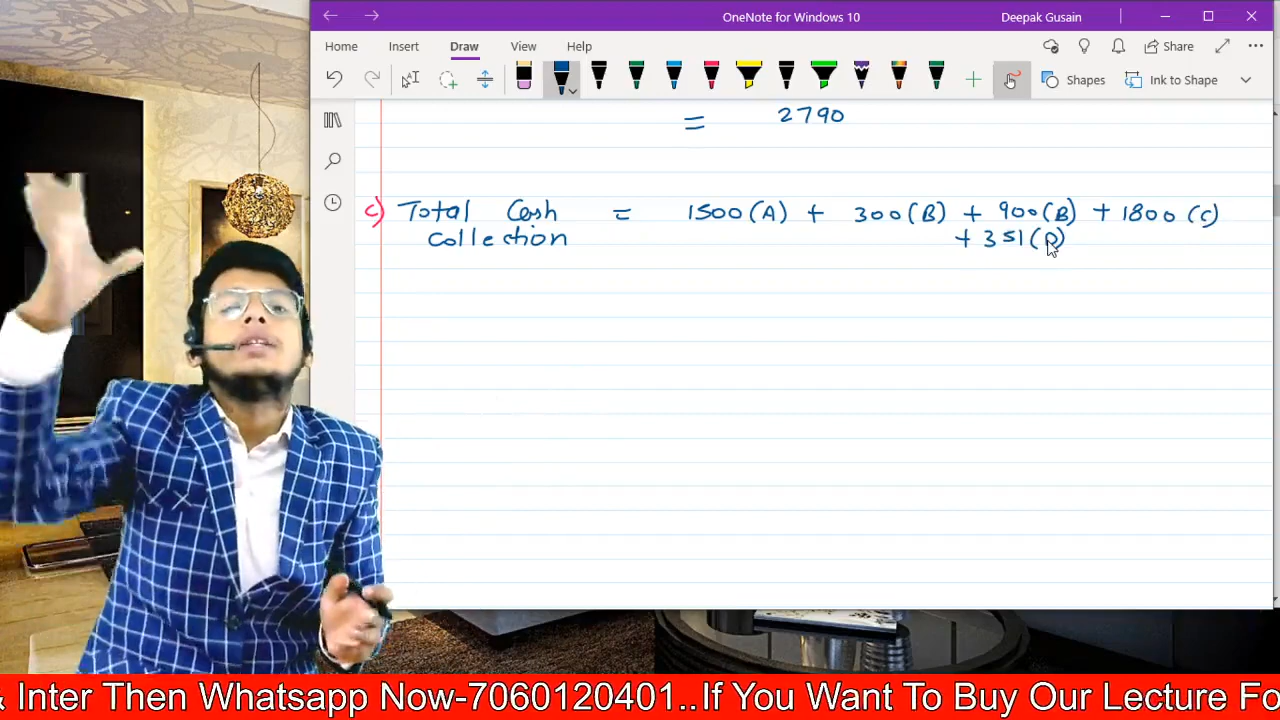 OneNote for Windows 10
Deepak Gusain
Home Insert Draw View Help
Share
Shapes
Ink to Shape
= 2790
c) Total Cash = 1500(A) + 300(B) + 900(B) + 1800(C)
collection + 351(D)
& Inter Then Whatsapp Now-7060120401..If You Want To Buy Our Lecture Fo